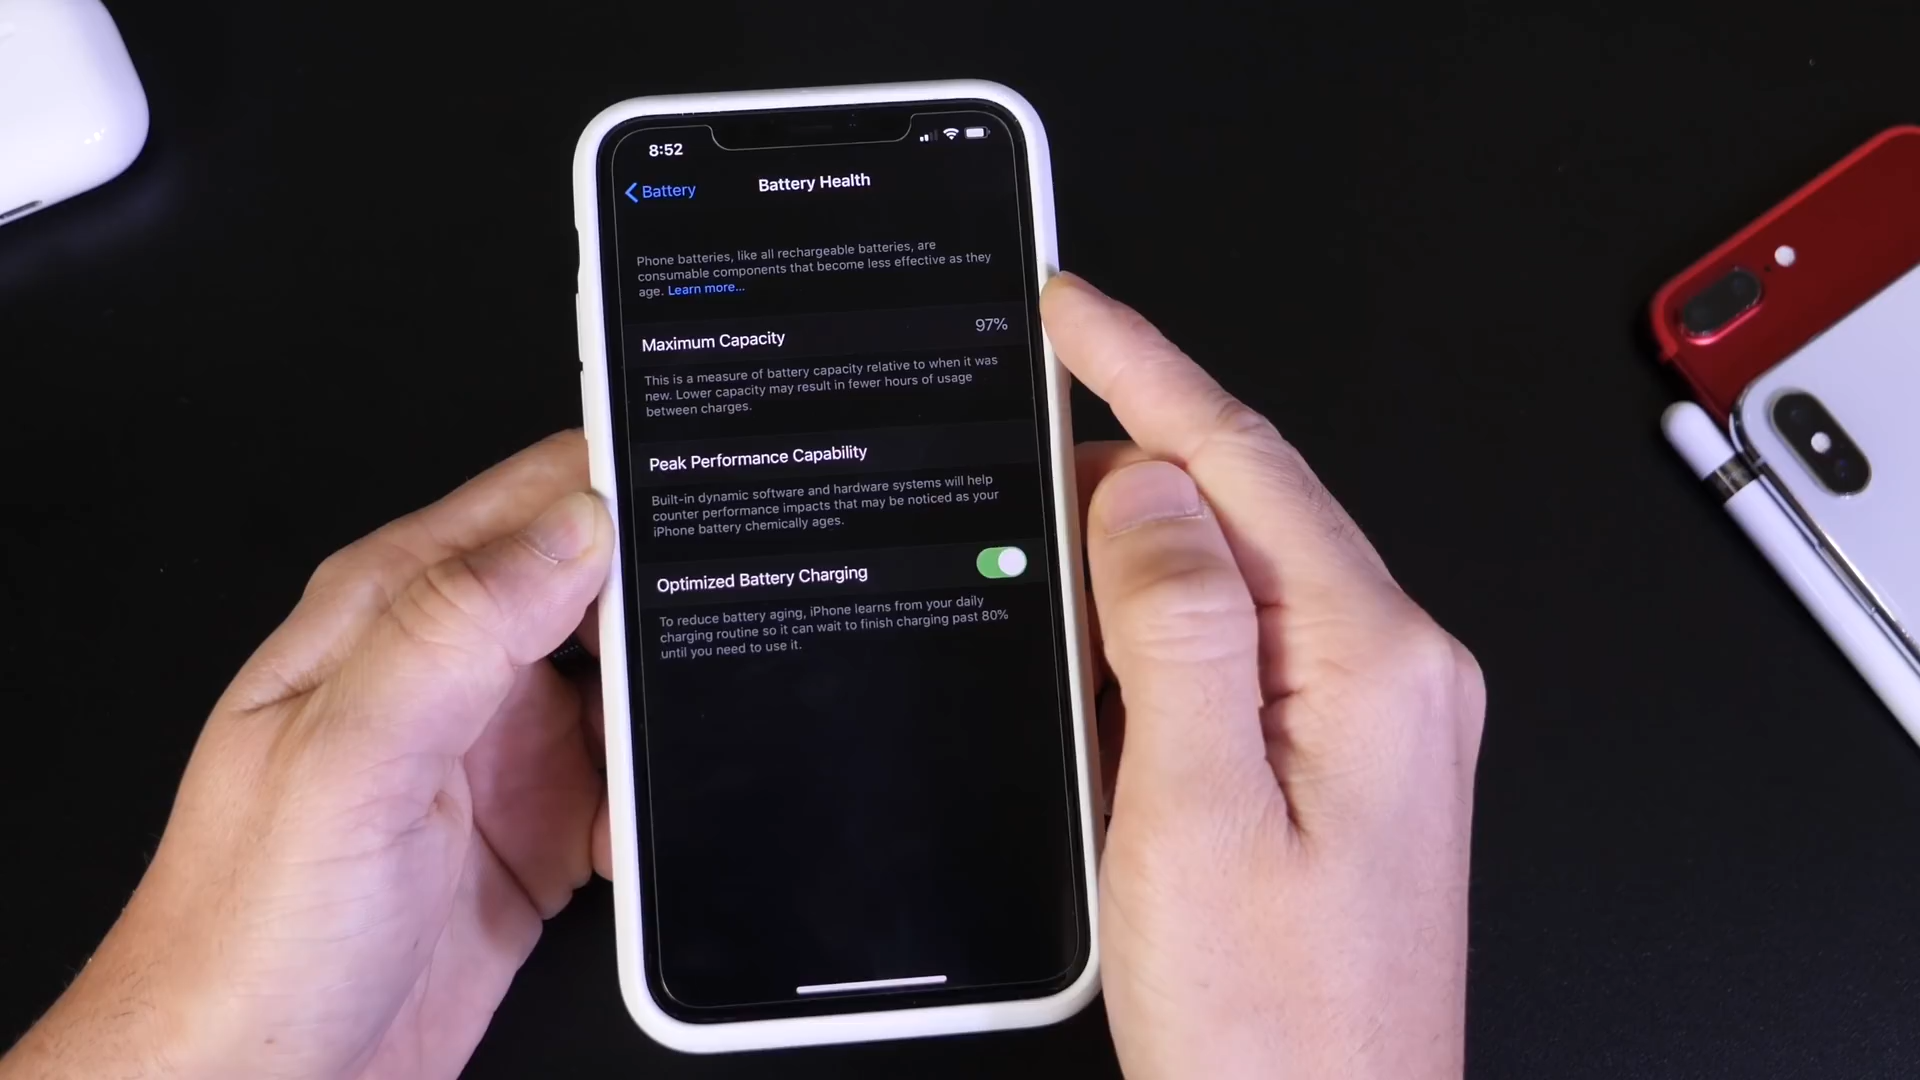 8:52
Battery
Battery Health
Phone batteries, like all rechargeable batteries, are
consumable components that become less effective as they
age. Learn more...
Maximum Capacity 97%
This is a measure of battery capacity relative to when it was
new. Lower capacity may result in fewer hours of usage
between charges.
Peak Performance Capability
Built-in dynamic software and hardware systems will help
counter performance impacts that may be noticed as your
iPhone battery chemically ages.
Optimized Battery Charging
To reduce battery aging, iPhone learns from your daily
charging routine so it can wait to finish charging past 80%
until you need to use it.